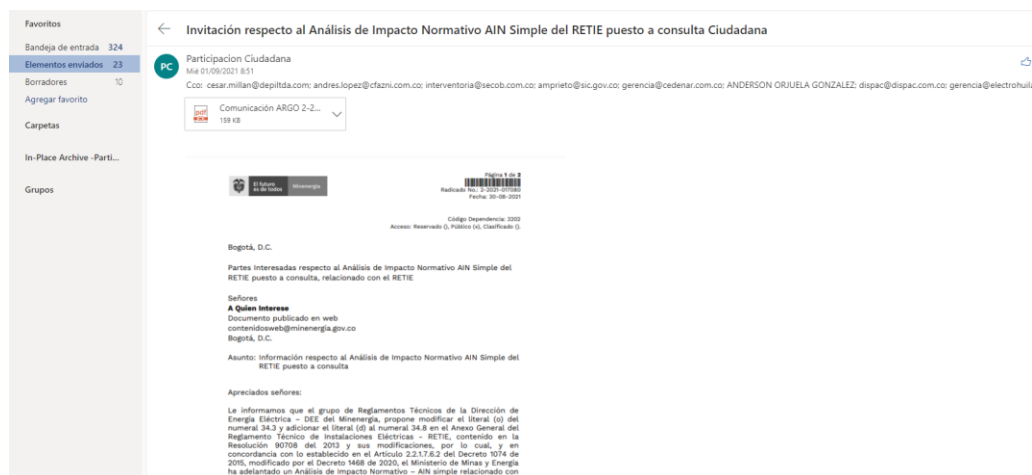 Favoritos
Bandeja de entrada 324
Elementos enviados 23
Borradores 10
Agregar favorito
Carpetas
In-Place Archive -Parti...
Grupos
Invitación respecto al Análisis de Impacto Normativo AIN Simple del RETIE puesto a consulta Ciudadana
PC
Participacion Ciudadana
Mié 01/09/2021 8:51
Cco: cesar.millan@depiltda.com; andres.lopez@cfazni.com.co; interventoria@secob.com.co; amprieto@sic.gov.co; gerencia@cedenar.com.co; ANDERSON ORJUELA GONZALEZ; dispac@dispac.com.co; gerencia@electrohuila
pdf
Comunicación ARGO 2-2...
159 KB
El futuro es de todos
Minenergía
Página 1 de 2
Radicado No.: 2-2021-017080
Fecha: 30-08-2021
Código Dependencia: 3202
Acceso: Reservado (), Público (x), Clasificado ().
Bogotá, D.C.
Partes Interesadas respecto al Análisis de Impacto Normativo AIN Simple del
RETIE puesto a consulta, relacionado con el RETIE
Señores
A Quien Interese
Documento publicado en web
contenidosweb@minenergia.gov.co
Bogotá, D.C.
Asunto: Información respecto al Análisis de Impacto Normativo AIN Simple del
RETIE puesto a consulta
Apreciados señores:
Le informamos que el grupo de Reglamentos Técnicos de la Dirección de
Energía Eléctrica – DEE del Minenergía, propone modificar el literal (o) del
numeral 34.3 y adicionar el literal (d) al numeral 34.8 en el Anexo General del
Reglamento Técnico de Instalaciones Eléctricas – RETIE, contenido en la
Resolución 90708 del 2013 y sus modificaciones, por lo cual, y en
concordancia con lo establecido en el Artículo 2.2.1.7.6.2 del Decreto 1074 de
2015, modificado por el Decreto 1468 de 2020, el Ministerio de Minas y Energía
ha adelantado un Análisis de Impacto Normativo – AIN simple relacionado con